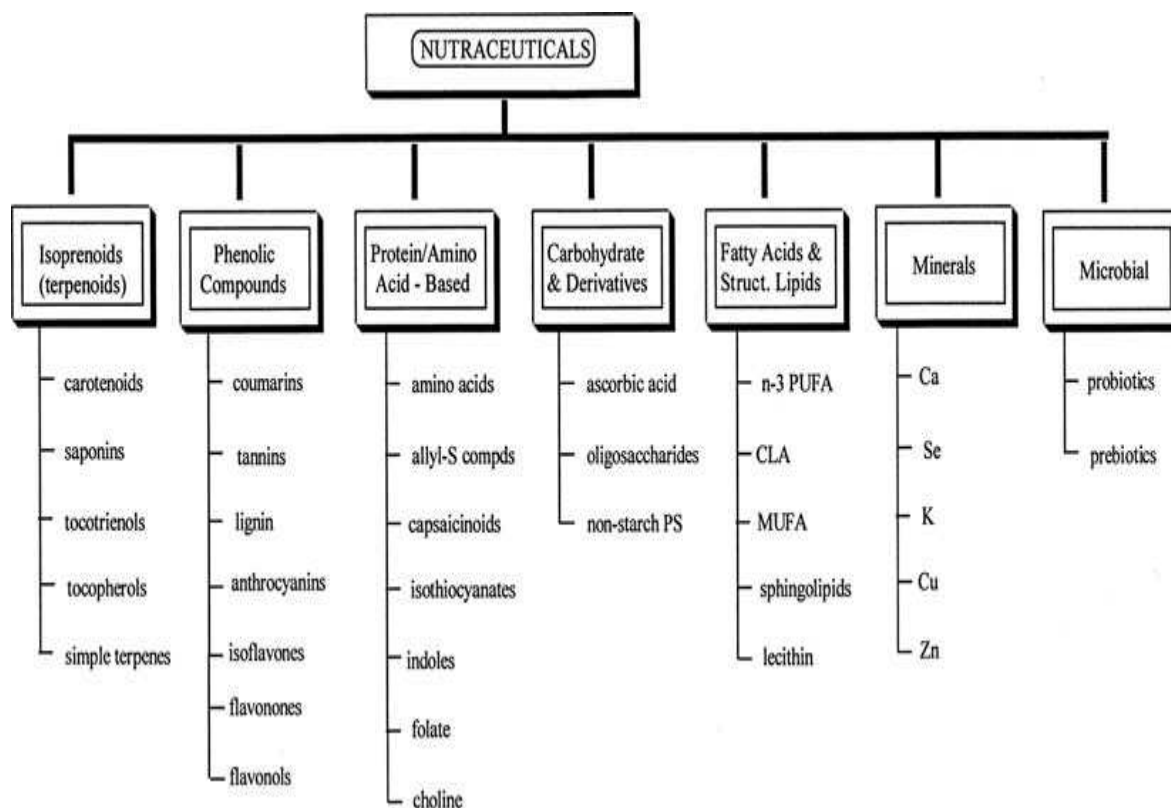 NUTRACEUTICALS
Isoprenoids
(terpenoids)
carotenoids
saponins
tocotrienols
tocopherols
simple terpenes
Phenolic
Compounds
coumarins
tannins
lignin
anthrocyanins
isoflavones
flavonones
flavonols
Protein/Amino
Acid - Based
amino acids
allyl-S compds
capsaicinoids
isothiocyanates
indoles
folate
choline
Carbohydrate
& Derivatives
ascorbic acid
oligosaccharides
non-starch PS
Fatty Acids &
Struct. Lipids
n-3 PUFA
CLA
MUFA
sphingolipids
lecithin
Minerals
Ca
Se
K
Cu
Zn
Microbial
probiotics
prebiotics